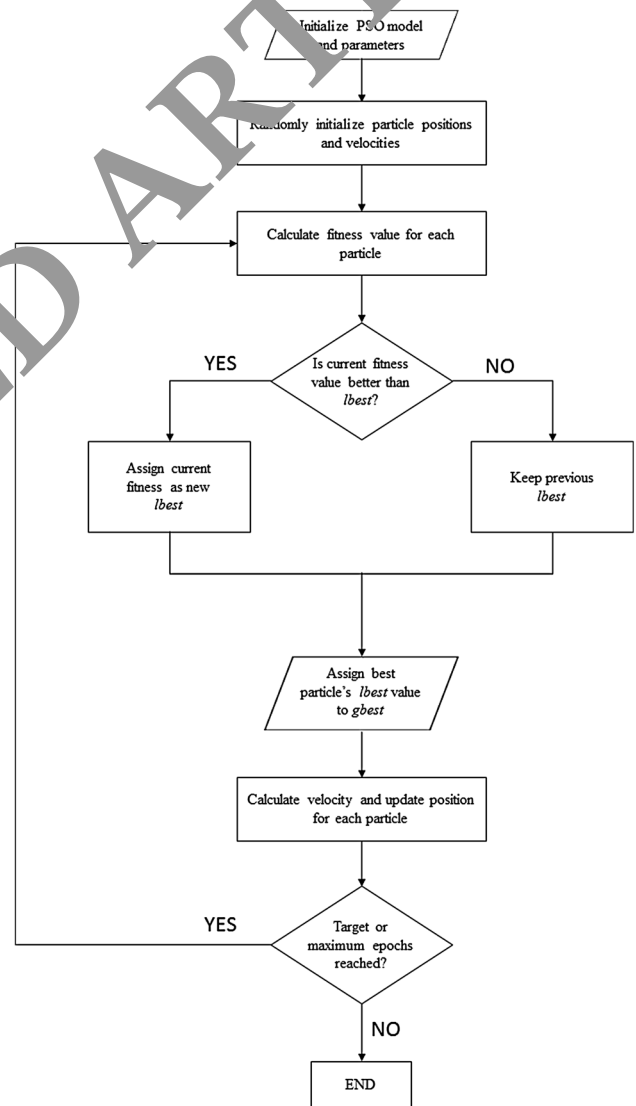 Initialize PSO model
and parameters
Randomly initialize particle positions
and velocities
Calculate fitness value for each
particle
Is current fitness
value better than
lbest?
YES
NO
Assign current
fitness as new
lbest
Keep previous
lbest
Assign best
particle's lbest value
to gbest
Calculate velocity and update position
for each particle
Target or
maximum epochs
reached?
YES
NO
END